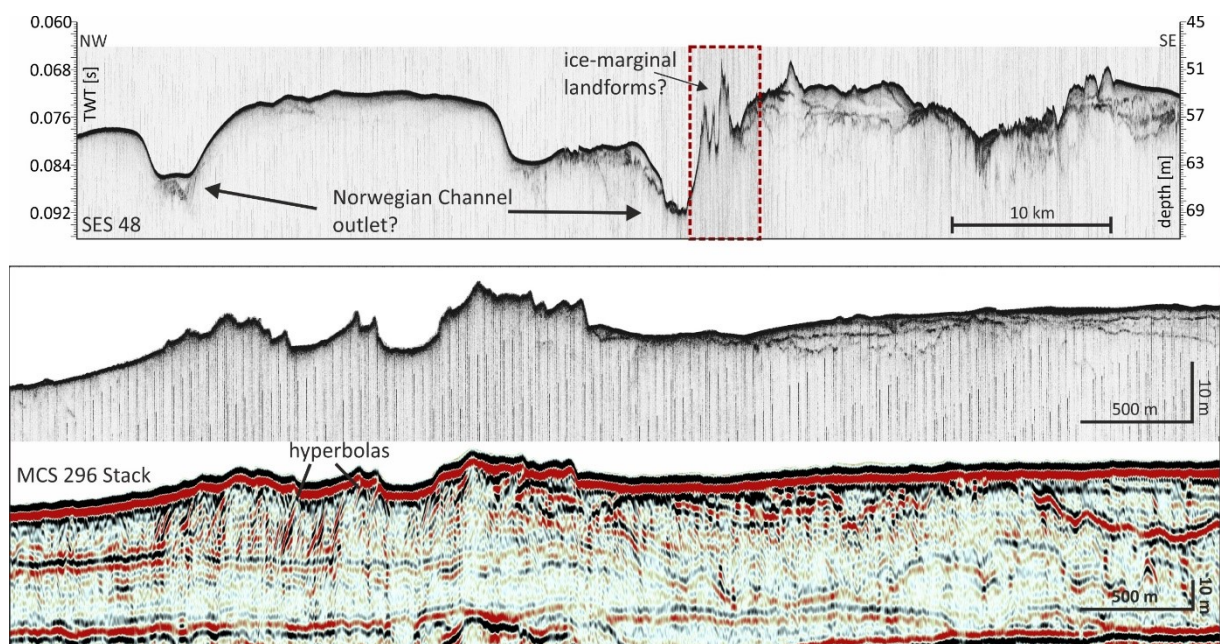 0.060
0.068
0.076
0.084
0.092
TWT [s]
NW
SES 48
Norwegian Channel
outlet?
ice-marginal
landforms?
SE
45
51
57
63
69
depth [m]
10 km
500 m
10 m
MCS 296 Stack
hyperbolas
500 m
10 m